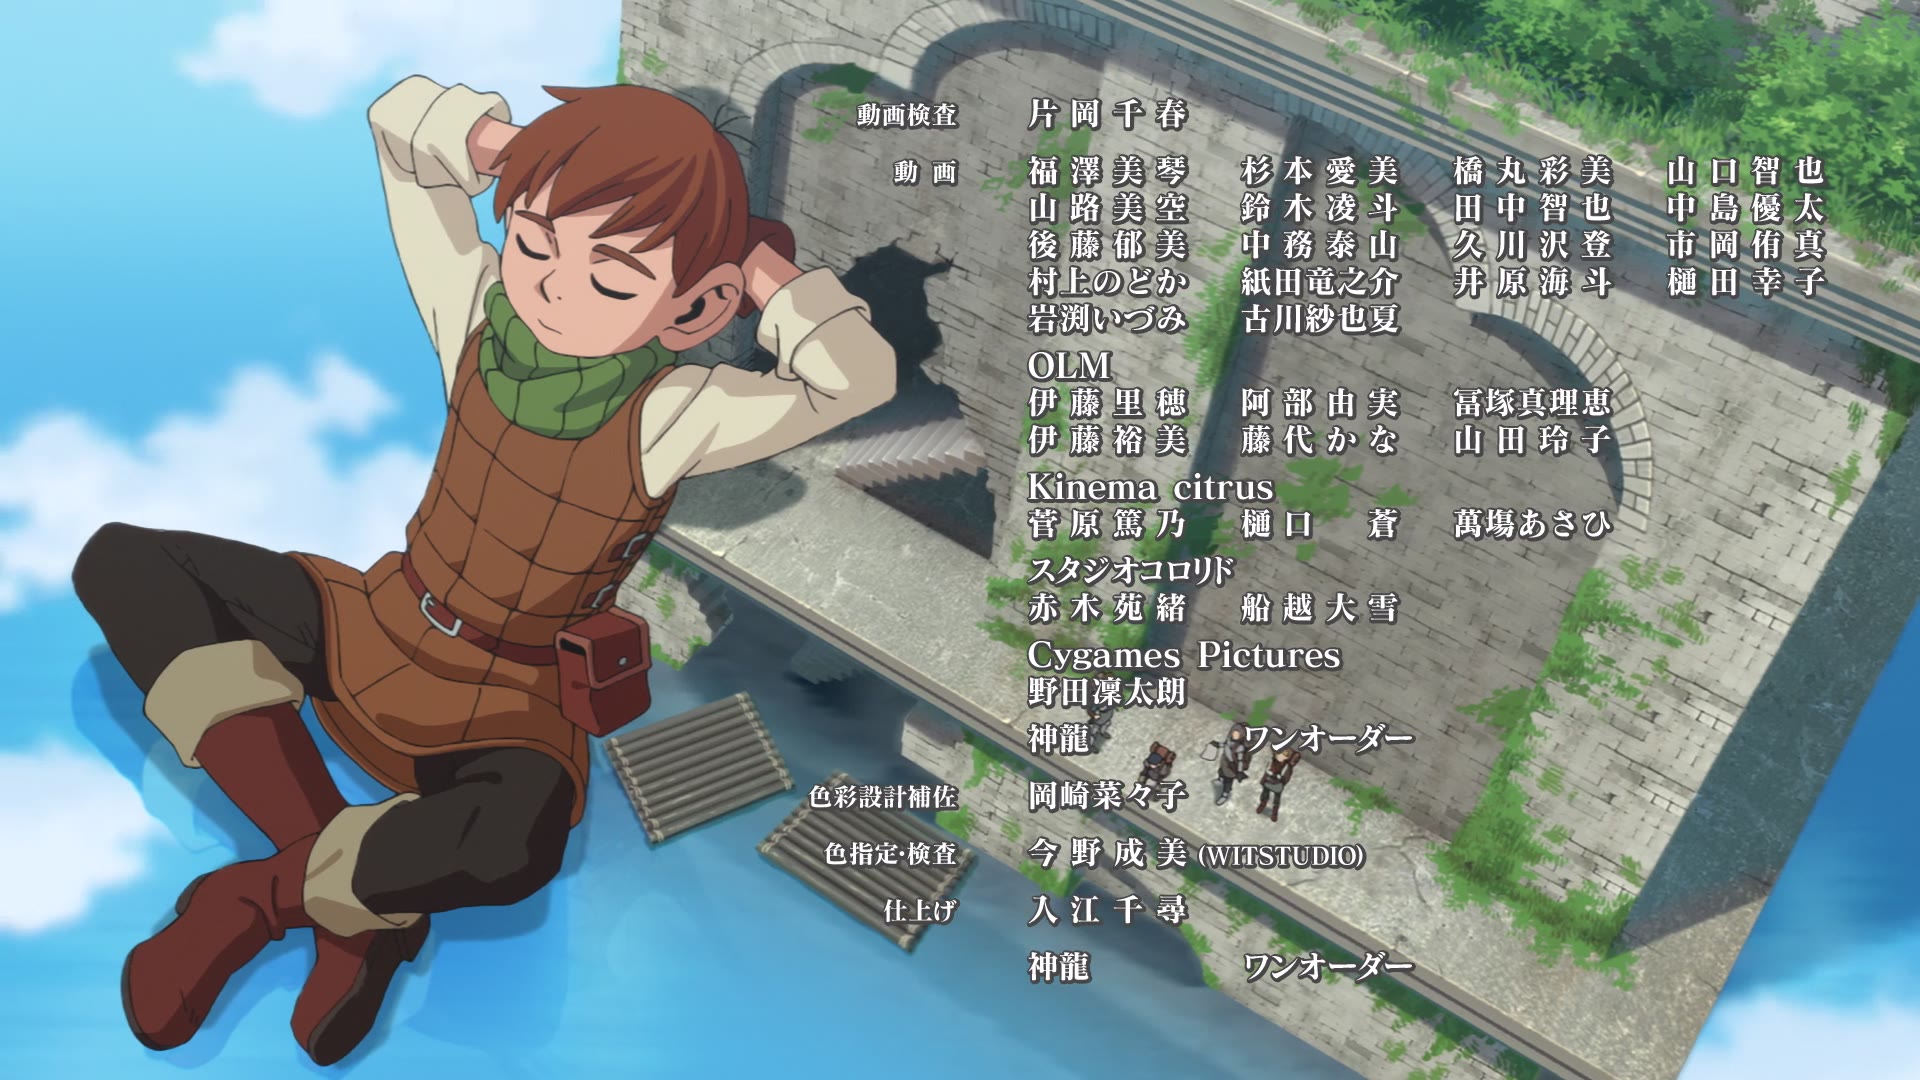 動画検査 片岡千春
動画 福澤美琴 杉本愛美 橋丸彩美 山口智也
山路美空 鈴木凌斗 田中智也 中島優太
後藤郁美 中務泰山 久川沢登 市岡侑真
村上のどか 紙田竜之介 井原海斗 樋田幸子
岩渕いづみ 古川紗也夏
OLM
伊藤里穂 阿部由実 冨塚真理恵
伊藤裕美 藤代かな 山田玲子
Kinema citrus
菅原篤乃 樋口蒼 萬塲あさひ
スタジオコロリド
赤木苑緒 船越大雪
Cygames Pictures
野田凜太朗
神龍 ワンオーダー
色彩設計補佐 岡崎菜々子
色指定・検査 今野成美(WITSTUDIO)
仕上げ 入江千尋
神龍 ワンオーダー